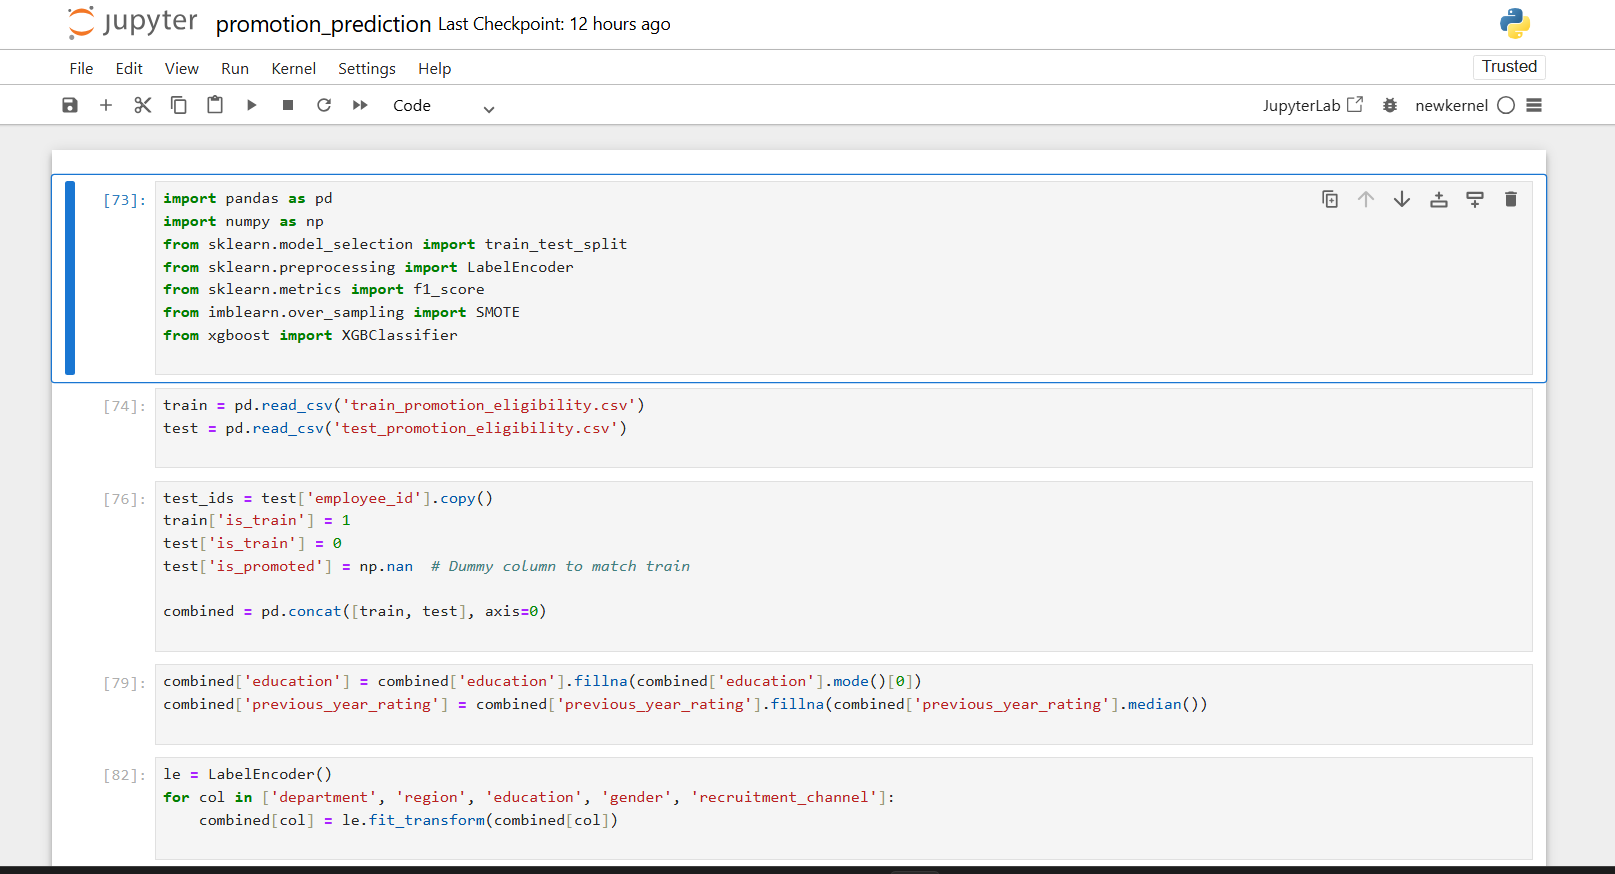 jupyter promotion_prediction Last Checkpoint: 12 hours ago
File Edit View Run Kernel Settings Help Trusted
Code JupyterLab newkernel
[73]: import pandas as pd
import numpy as np
from sklearn.model_selection import train_test_split
from sklearn.preprocessing import LabelEncoder
from sklearn.metrics import f1_score
from imblearn.over_sampling import SMOTE
from xgboost import XGBClassifier
[74]: train = pd.read_csv('train_promotion_eligibility.csv')
test = pd.read_csv('test_promotion_eligibility.csv')
[76]: test_ids = test['employee_id'].copy()
train['is_train'] = 1
test['is_train'] = 0
test['is_promoted'] = np.nan  # Dummy column to match train
combined = pd.concat([train, test], axis=0)
[79]: combined['education'] = combined['education'].fillna(combined['education'].mode()[0])
combined['previous_year_rating'] = combined['previous_year_rating'].fillna(combined['previous_year_rating'].median())
[82]: le = LabelEncoder()
for col in ['department', 'region', 'education', 'gender', 'recruitment_channel']:
    combined[col] = le.fit_transform(combined[col])